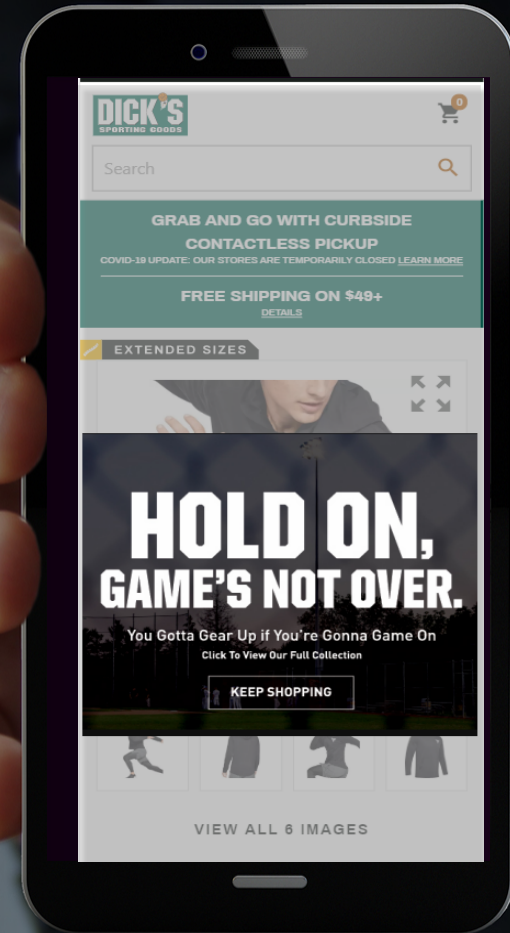 DICK'S
SPORTING GOODS
0
Search
GRAB AND GO WITH CURBSIDE
CONTACTLESS PICKUP
COVID-19 UPDATE: OUR STORES ARE TEMPORARILY CLOSED LEARN MORE
FREE SHIPPING ON $49+
DETAILS
EXTENDED SIZES
HOLD ON,
GAME'S NOT OVER.
You Gotta Gear Up if You're Gonna Game On
Click To View Our Full Collection
KEEP SHOPPING
VIEW ALL 6 IMAGES